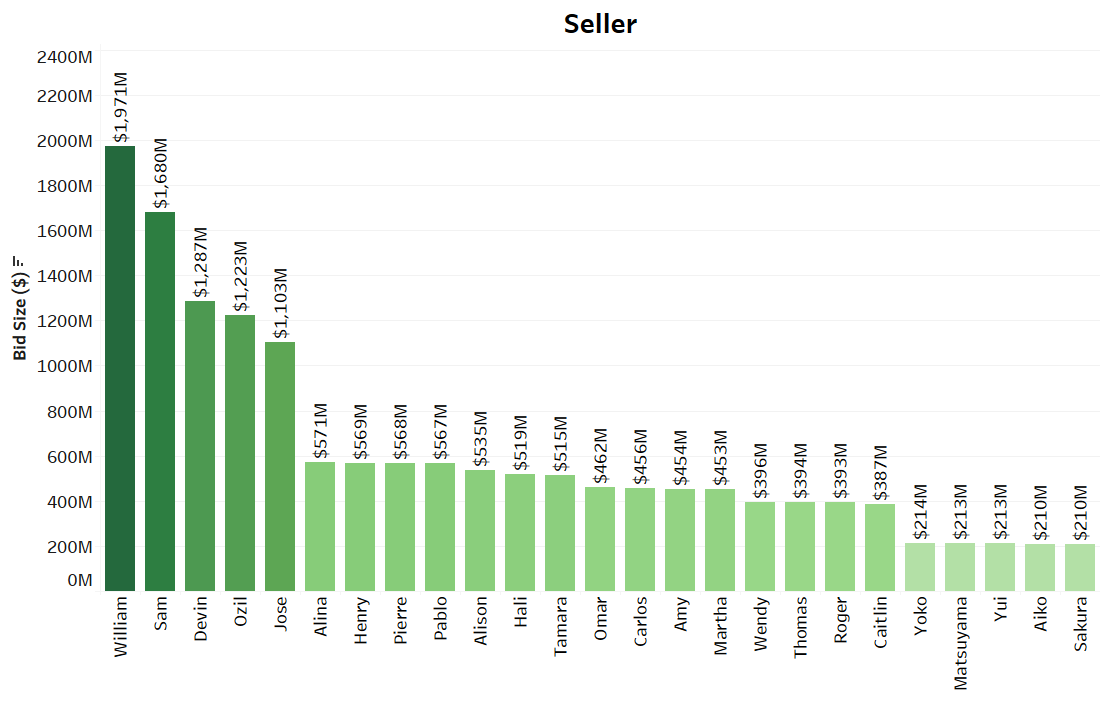 Seller
Bid Size ($)
2400M
2200M
2000M
1800M
1600M
1400M
1200M
1000M
800M
600M
400M
200M
0M
$1,971M
$1,680M
$1,287M
$1,223M
$1,103M
$571M
$569M
$568M
$567M
$535M
$519M
$515M
$462M
$456M
$454M
$453M
$396M
$394M
$393M
$387M
$214M
$213M
$213M
$210M
$210M
William
Sam
Devin
Ozil
Jose
Alina
Henry
Pierre
Pablo
Alison
Hali
Tamara
Omar
Carlos
Amy
Martha
Wendy
Thomas
Roger
Caitlin
Yoko
Matsuyama
Yui
Aiko
Sakura